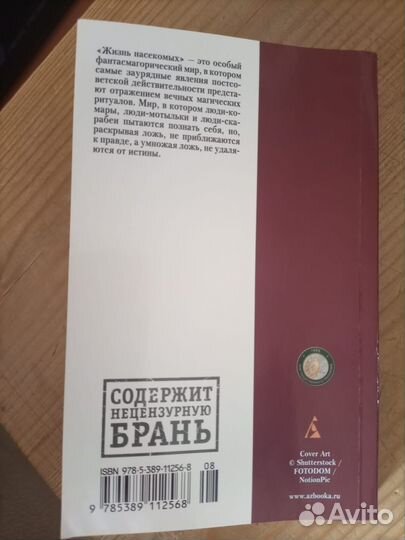 «Жизнь насекомых» — это особый
фантасмагорический мир, в котором
самые заурядные явления постсо-
ветской действительности предста-
ют отражением вечных магических
ритуалов. Мир, в котором люди-ко-
мары, люди-мотыльки и люди-ска-
рабеи пытаются познать себя, но,
раскрывая ложь, не приближаются
к правде, а умножая ложь, не удаля-
ются от истины.
СОДЕРЖИТ
НЕЦЕНЗУРНУЮ
БРАНЬ
ISBN 978-5-389-11256-8
08
9 785389 112568
Cover Art
© Shutterstock /
FOTODOM /
NotionPic
www.azbooka.ru
Avito